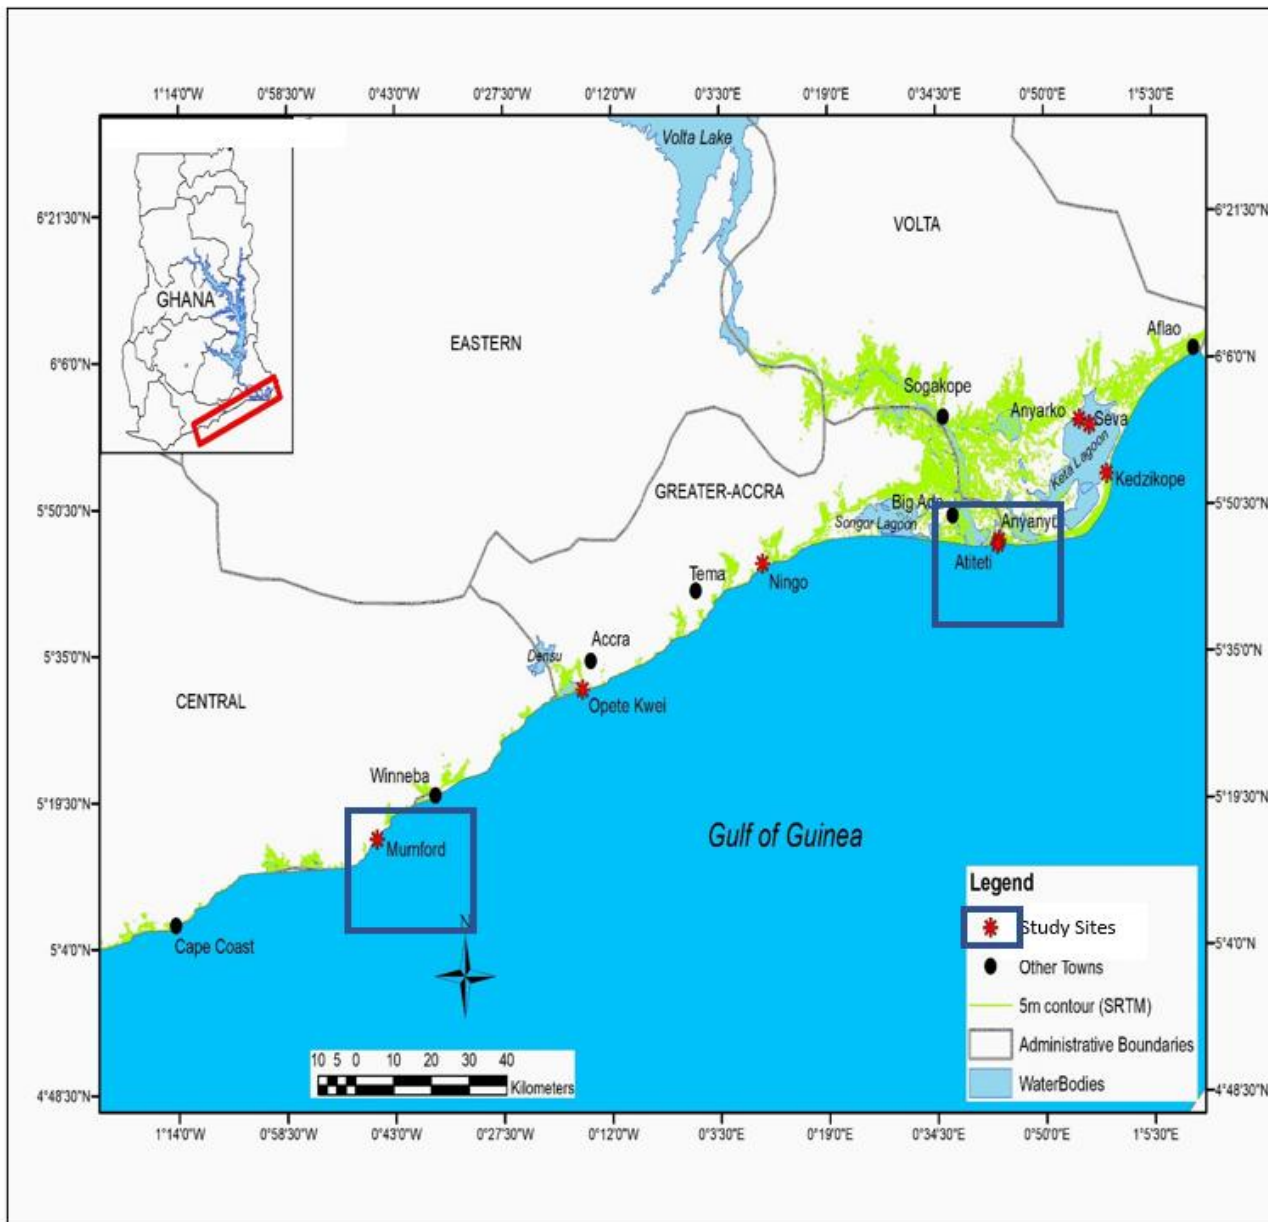 1°14'0"W 0°58'30"W 0°43'0"W 0°27'30"W 0°12'0"W 0°3'30"E 0°19'0"E 0°34'30"E 0°50'0"E 1°5'30"E
Volta Lake
6°21'30"N
6°21'30"N
VOLTA
GHANA
EASTERN
Aflao
6°6'0"N
6°6'0"N
Sogakope
Anyarko
Seva
Keta Lagoon
Kedzikope
GREATER-ACCRA
5°50'30"N
5°50'30"N
Big Ada
Songor Lagoon
Anyanyi
Atiteti
Ningo
Tema
Accra
Densu
5°35'0"N
5°35'0"N
CENTRAL
Opete Kwei
Winneba
5°19'30"N
5°19'30"N
Mumford
Gulf of Guinea
Cape Coast
N
5°4'0"N
5°4'0"N
Legend
Study Sites
Other Towns
5m contour (SRTM)
Administrative Boundaries
WaterBodies
10 5 0 10 20 30 40
Kilometers
4°48'30"N
4°48'30"N
1°14'0"W 0°58'30"W 0°43'0"W 0°27'30"W 0°12'0"W 0°3'30"E 0°19'0"E 0°34'30"E 0°50'0"E 1°5'30"E